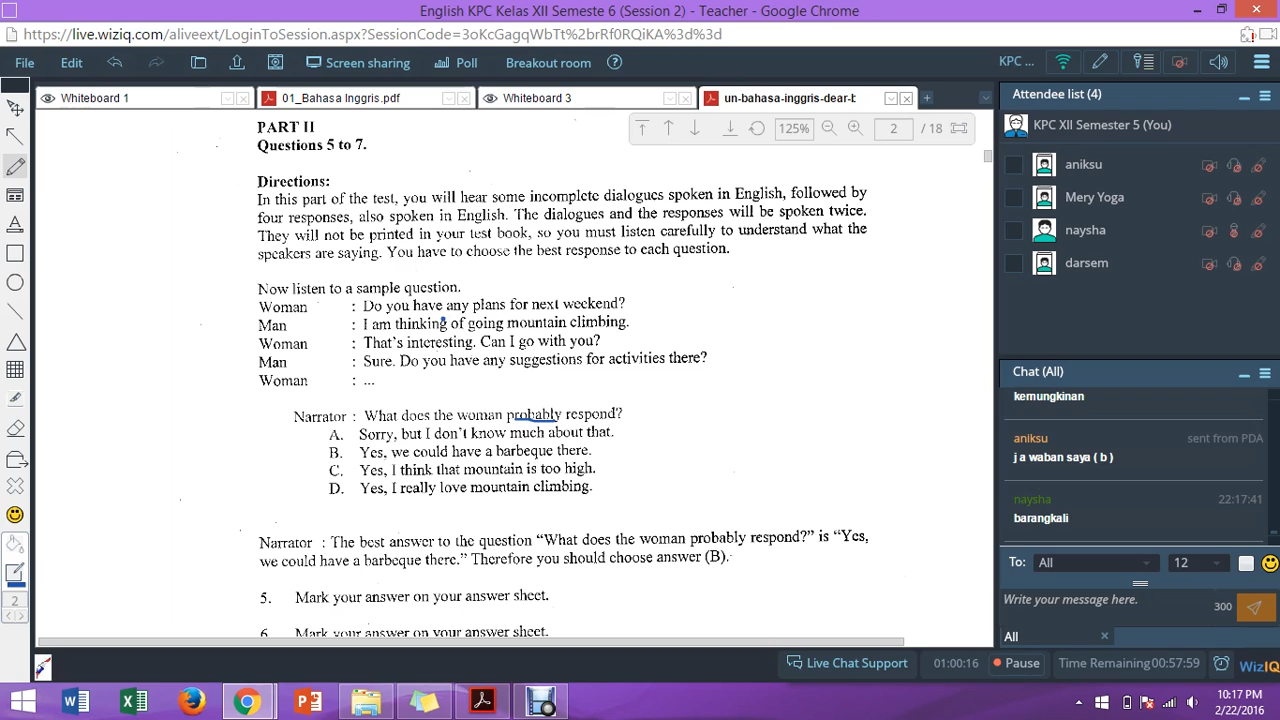 English KPC Kelas XII Semeste 6 (Session 2) - Teacher - Google Chrome
https://live.wiziq.com/aliveext/LoginToSession.aspx?SessionCode=3oKcGagqWbTt%2brRf0RQiKA%3d%3d
File Edit Screen sharing Poll Breakout room ? KPC ...
Whiteboard 1 01_Bahasa Inggris.pdf Whiteboard 3 un-bahasa-inggris-dear-b
Attendee list (4)
KPC XII Semester 5 (You)
aniksu
Mery Yoga
naysha
darsem
125% 2 / 18
PART II
Questions 5 to 7.
Directions:
In this part of the test, you will hear some incomplete dialogues spoken in English, followed by
four responses, also spoken in English. The dialogues and the responses will be spoken twice.
They will not be printed in your test book, so you must listen carefully to understand what the
speakers are saying. You have to choose the best response to each question.
Now listen to a sample question.
Woman : Do you have any plans for next weekend?
Man : I am thinking of going mountain climbing.
Woman : That's interesting. Can I go with you?
Man : Sure. Do you have any suggestions for activities there?
Woman : ...
Narrator : What does the woman probably respond?
A. Sorry, but I don't know much about that.
B. Yes, we could have a barbeque there.
C. Yes, I think that mountain is too high.
D. Yes, I really love mountain climbing.
Narrator : The best answer to the question "What does the woman probably respond?" is "Yes,
we could have a barbeque there." Therefore you should choose answer (B).
5. Mark your answer on your answer sheet.
6. Mark your answer on your answer sheet.
2
Chat (All)
kemungkinan
aniksu sent from PDA
j a waban saya ( b )
naysha 22:17:41
barangkali
To: All 12
Write your message here.
300
All
Live Chat Support 01:00:16 Pause Time Remaining 00:57:59 WizIQ
10:17 PM
2/22/2016